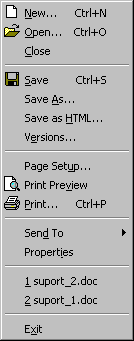 New... Ctrl+N
Open... Ctrl+O
Close
Save Ctrl+S
Save As...
Save as HTML...
Versions...
Page Setup...
Print Preview
Print... Ctrl+P
Send To
Properties
1 suport_2.doc
2 suport_1.doc
Exit